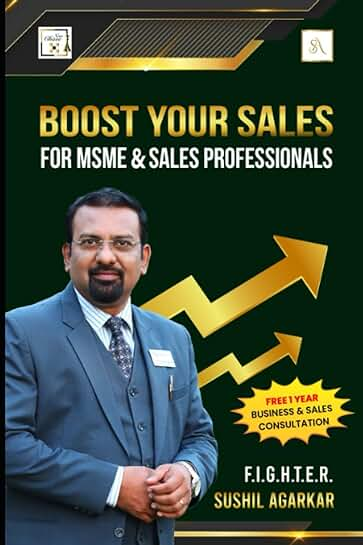 BOOST YOUR SALES
FOR MSME & SALES PROFESSIONALS
FREE 1 YEAR
BUSINESS & SALES
CONSULTATION
F.I.G.H.T.E.R.
SUSHIL AGARKAR